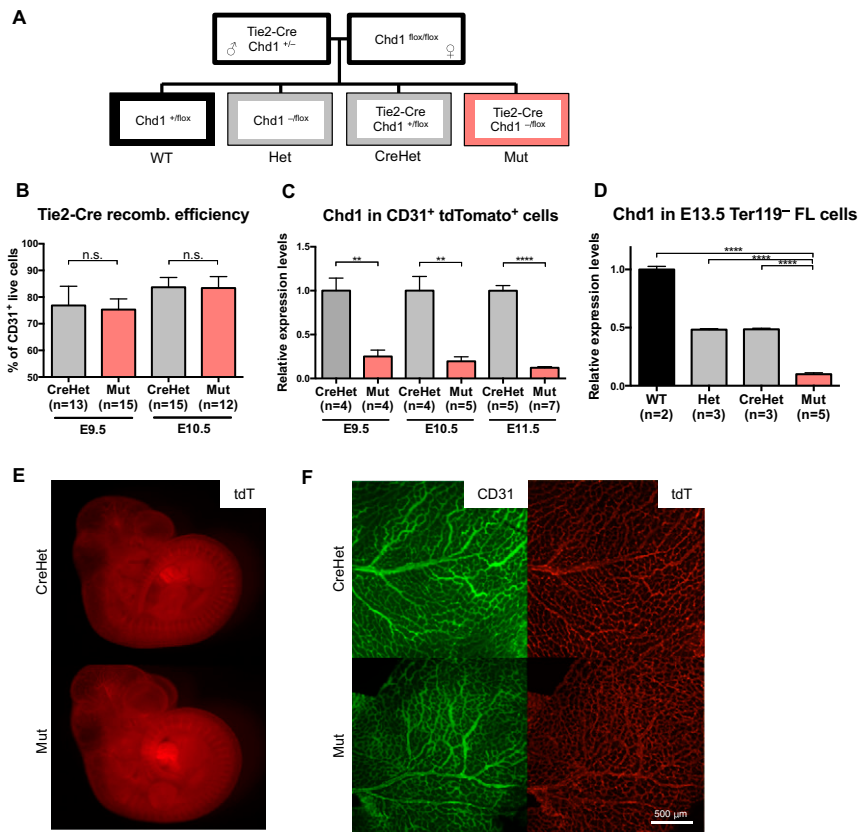 A
Tie2-Cre
Chd1 +/–
♂
Chd1 flox/flox
♀
Chd1 +/flox
Chd1 –/flox
Tie2-Cre
Chd1 +/flox
Tie2-Cre
Chd1 –/flox
WT
Het
CreHet
Mut
B
Tie2-Cre recomb. efficiency
% of CD31+ live cells
100
90
80
70
60
50
n.s.
n.s.
CreHet
(n=13)
Mut
(n=15)
CreHet
(n=15)
Mut
(n=12)
E9.5
E10.5
C
Chd1 in CD31+ tdTomato+ cells
Relative expression levels
1.5
1.0
0.5
0.0
**
**
****
CreHet
(n=4)
Mut
(n=4)
CreHet
(n=4)
Mut
(n=5)
CreHet
(n=5)
Mut
(n=7)
E9.5
E10.5
E11.5
D
Chd1 in E13.5 Ter119– FL cells
Relative expression levels
1.0
0.5
0.0
****
****
****
WT
(n=2)
Het
(n=3)
CreHet
(n=3)
Mut
(n=5)
E
tdT
CreHet
Mut
F
CD31
tdT
CreHet
Mut
500 µm